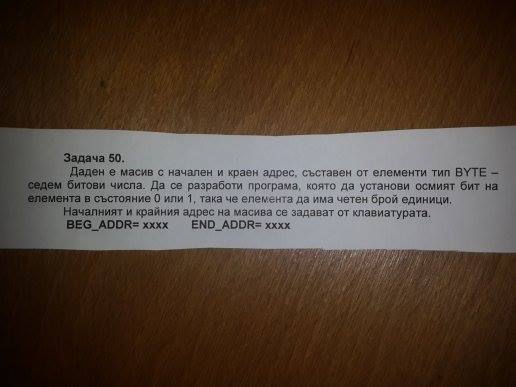 Задача 50.
Даден е масив с начален и краен адрес, съставен от елементи тип BYTE –
седем битови числа. Да се разработи програма, която да установи осмият бит на
елемента в състояние 0 или 1, така че елемента да има четен брой единици.
Началният и крайния адрес на масива се задават от клавиатурата.
BEG_ADDR= xxxx END_ADDR= xxxx